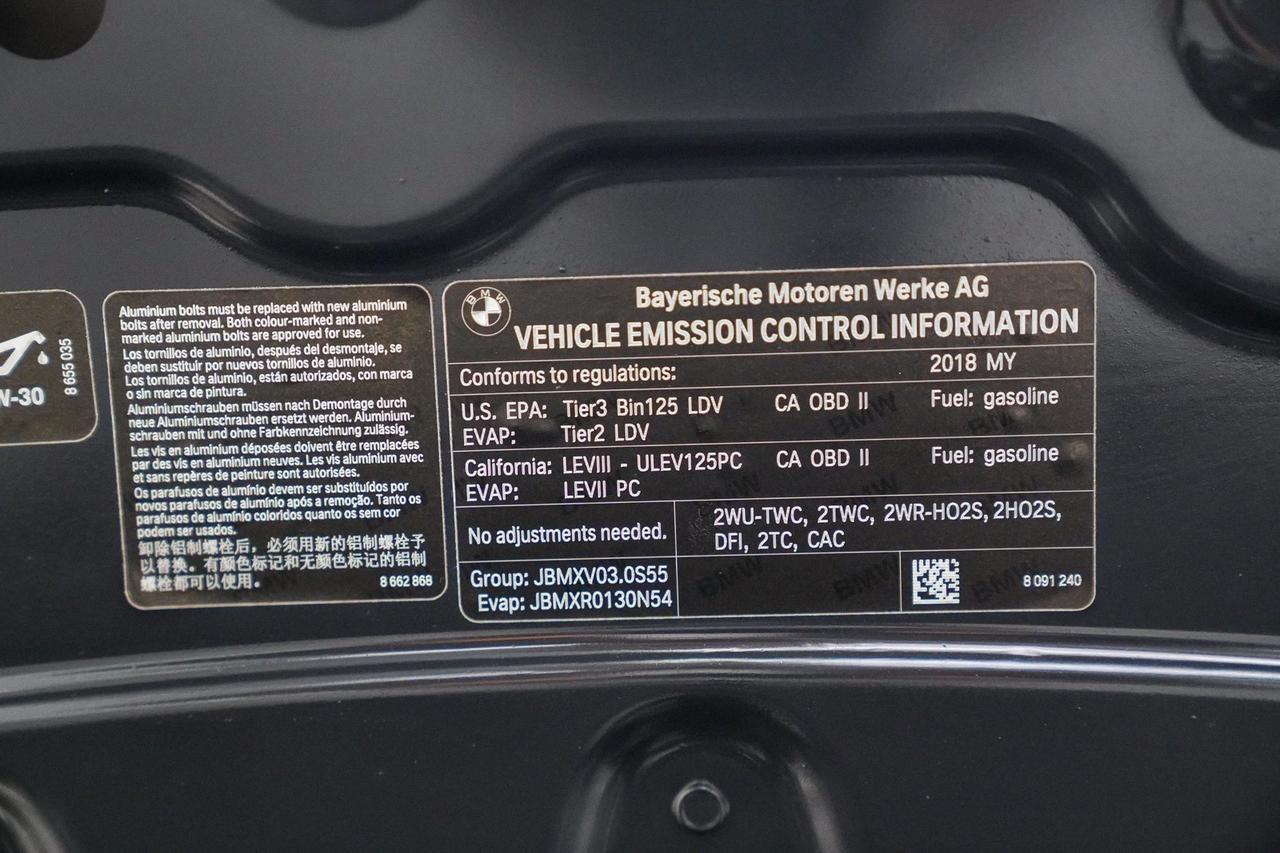 W-30
8 655 035
Aluminium bolts must be replaced with new aluminium
bolts after removal. Both colour-marked and non-
marked aluminium bolts are approved for use.
Los tornillos de aluminio, después del desmontaje, se
deben sustituir por nuevos tornillos de aluminio.
Los tornillos de aluminio, están autorizados, con marca
o sin marca de pintura.
Aluminiumschrauben müssen nach Demontage durch
neue Aluminiumschrauben ersetzt werden. Aluminium-
schrauben mit und ohne Farbkennzeichnung zulässig.
Les vis en aluminium déposées doivent être remplacées
par des vis en aluminium neuves. Les vis aluminium avec
et sans repères de peinture sont autorisées.
Os parafusos de alumínio devem ser substituídos por
novos parafusos de alumínio após a remoção. Tanto os
parafusos de alumínio coloridos quanto os sem cor
podem ser usados.
卸除铝制螺栓后，必须用新的铝制螺栓予
以替换。有颜色标记和无颜色标记的铝制
螺栓都可以使用。
8 662 868
BMW
Bayerische Motoren Werke AG
VEHICLE EMISSION CONTROL INFORMATION
Conforms to regulations: 2018 MY
U.S. EPA: Tier3 Bin125 LDV CA OBD II Fuel: gasoline
EVAP: Tier2 LDV
California: LEVIII - ULEV125PC CA OBD II Fuel: gasoline
EVAP: LEVII PC
No adjustments needed.
2WU-TWC, 2TWC, 2WR-HO2S, 2HO2S,
DFI, 2TC, CAC
Group: JBMXV03.0S55
Evap: JBMXR0130N54
8 091 240